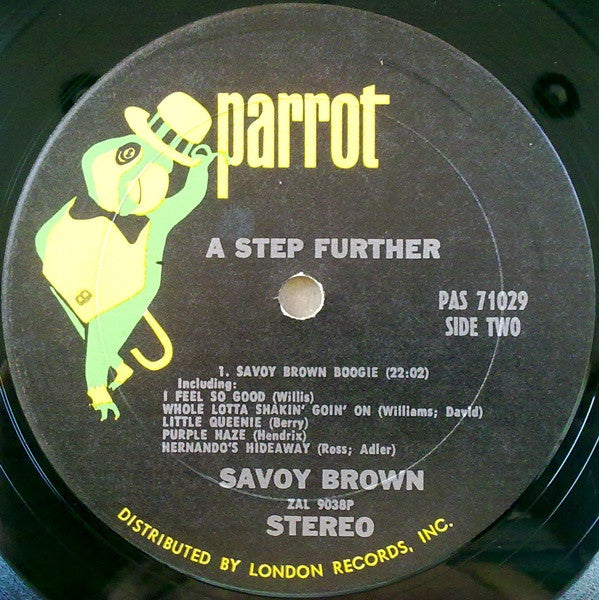 parrot
A STEP FURTHER
PAS 71029
SIDE TWO
1. SAVOY BROWN BOOGIE (22:02)
Including:
I FEEL SO GOOD (Willis)
WHOLE LOTTA SHAKIN' GOIN' ON (Williams; David)
LITTLE QUEENIE (Berry)
PURPLE HAZE (Hendrix)
HERNANDO'S HIDEAWAY (Ross; Adler)
SAVOY BROWN
ZAL 9038P
STEREO
DISTRIBUTED BY LONDON RECORDS, INC.